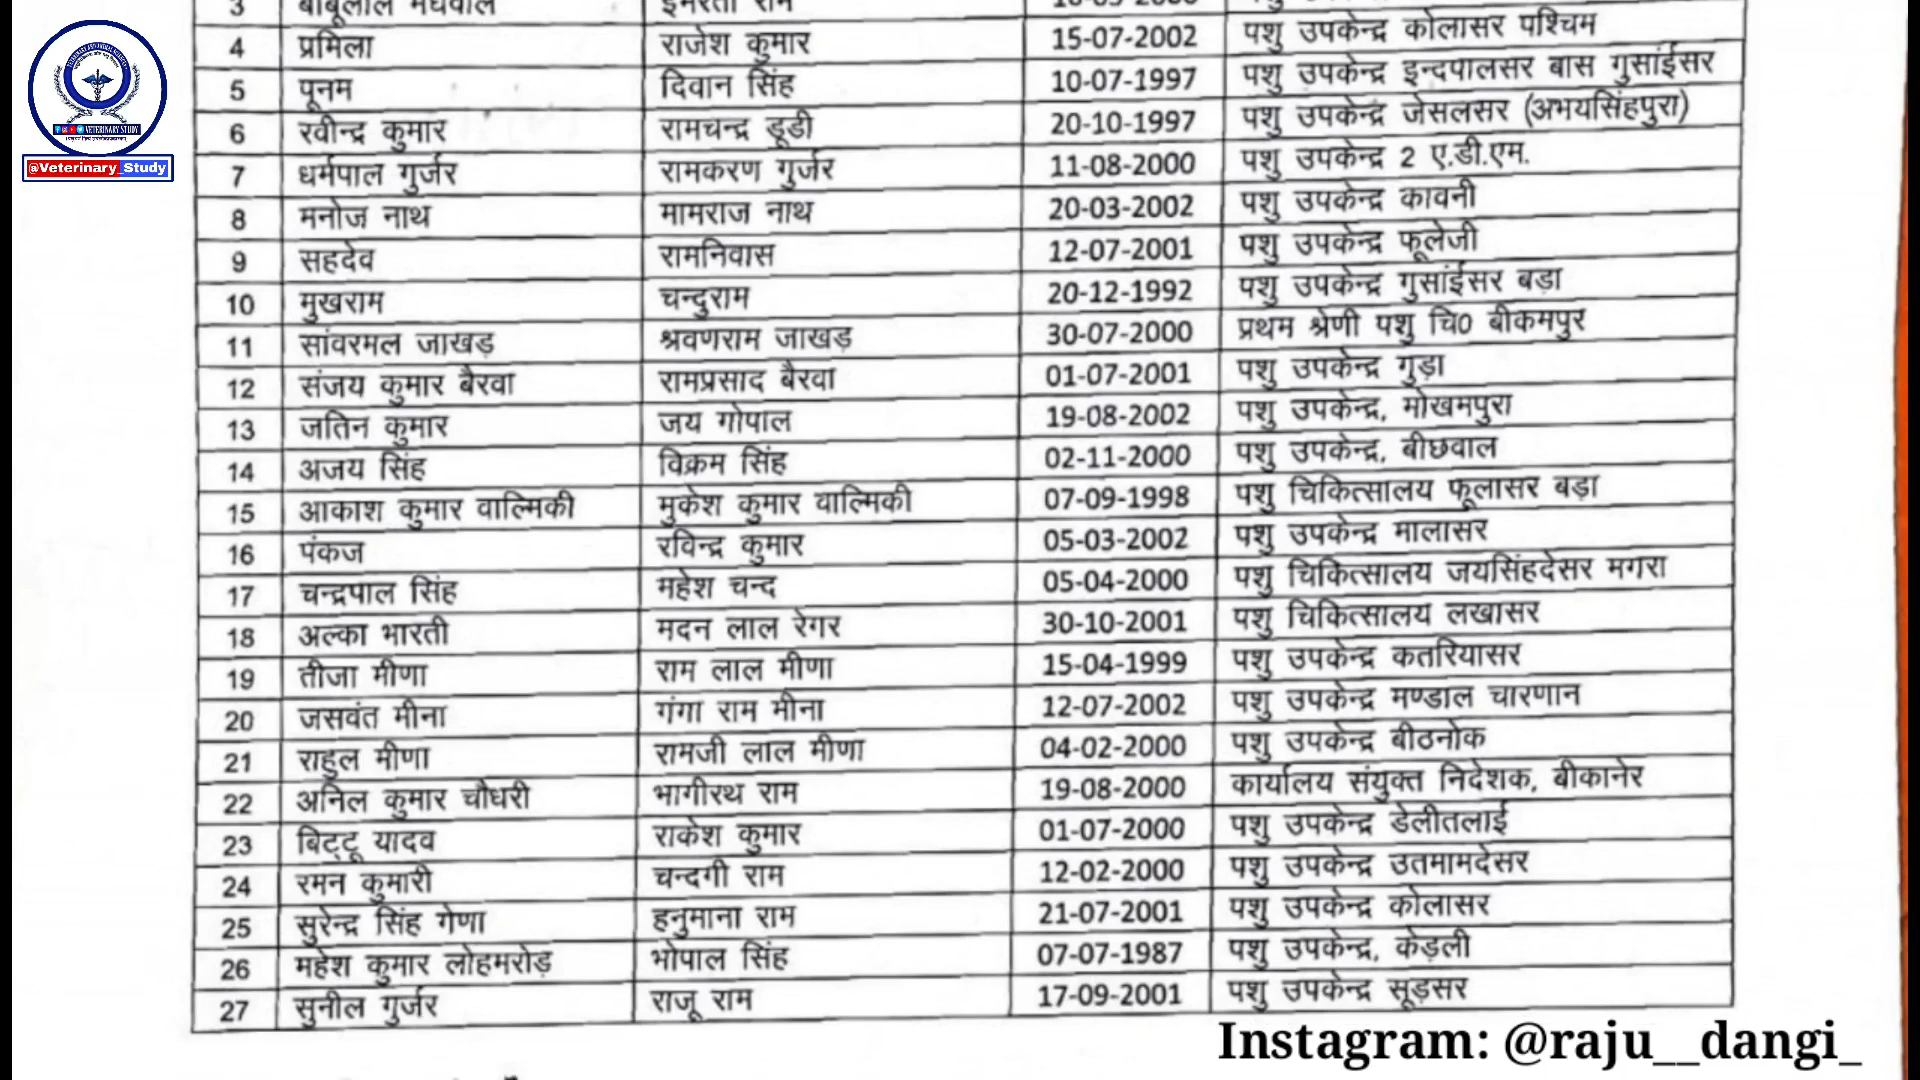 3 बाबूलाल मेघवाल इमरता राम
4 प्रमिला राजेश कुमार 15-07-2002 पशु उपकेन्द्र कोलासर पश्चिम
5 पूनम दिवान सिंह 10-07-1997 पशु उपकेन्द्र इन्दपालसर बास गुसांईसर
6 रवीन्द्र कुमार रामचन्द्र डूडी 20-10-1997 पशु उपकेन्द्र जेसलसर (अभयसिंहपुरा)
7 धर्मपाल गुर्जर रामकरण गुर्जर 11-08-2000 पशु उपकेन्द्र 2 ए.डी.एम.
8 मनोज नाथ मामराज नाथ 20-03-2002 पशु उपकेन्द्र कावनी
9 सहदेव रामनिवास 12-07-2001 पशु उपकेन्द्र फूलेजी
10 मुखराम चन्दुराम 20-12-1992 पशु उपकेन्द्र गुसांईसर बड़ा
11 सांवरमल जाखड़ श्रवणराम जाखड़ 30-07-2000 प्रथम श्रेणी पशु चि0 बीकमपुर
12 संजय कुमार बैरवा रामप्रसाद बैरवा 01-07-2001 पशु उपकेन्द्र गुड़ा
13 जतिन कुमार जय गोपाल 19-08-2002 पशु उपकेन्द्र, मोखमपुरा
14 अजय सिंह विक्रम सिंह 02-11-2000 पशु उपकेन्द्र, बीछवाल
15 आकाश कुमार वाल्मिकी मुकेश कुमार वाल्मिकी 07-09-1998 पशु चिकित्सालय फूलासर बड़ा
16 पंकज रविन्द्र कुमार 05-03-2002 पशु उपकेन्द्र मालासर
17 चन्द्रपाल सिंह महेश चन्द 05-04-2000 पशु चिकित्सालय जयसिंहदेसर मगरा
18 अल्का भारती मदन लाल रेगर 30-10-2001 पशु चिकित्सालय लखासर
19 तीजा मीणा राम लाल मीणा 15-04-1999 पशु उपकेन्द्र कतरियासर
20 जसवंत मीना गंगा राम मीना 12-07-2002 पशु उपकेन्द्र मण्डाल चारणान
21 राहुल मीणा रामजी लाल मीणा 04-02-2000 पशु उपकेन्द्र बीठनोक
22 अनिल कुमार चौधरी भागीरथ राम 19-08-2000 कार्यालय संयुक्त निदेशक, बीकानेर
23 बिट्टू यादव राकेश कुमार 01-07-2000 पशु उपकेन्द्र डेलीतलाई
24 रमन कुमारी चन्दगी राम 12-02-2000 पशु उपकेन्द्र उतमामदेसर
25 सुरेन्द्र सिंह गेणा हनुमाना राम 21-07-2001 पशु उपकेन्द्र कोलासर
26 महेश कुमार लोहमरोड़ भोपाल सिंह 07-07-1987 पशु उपकेन्द्र, केड़ली
27 सुनील गुर्जर राजू राम 17-09-2001 पशु उपकेन्द्र सूड़सर
VETERINARY STUDY
@Veterinary_Study
Instagram: @raju__dangi_